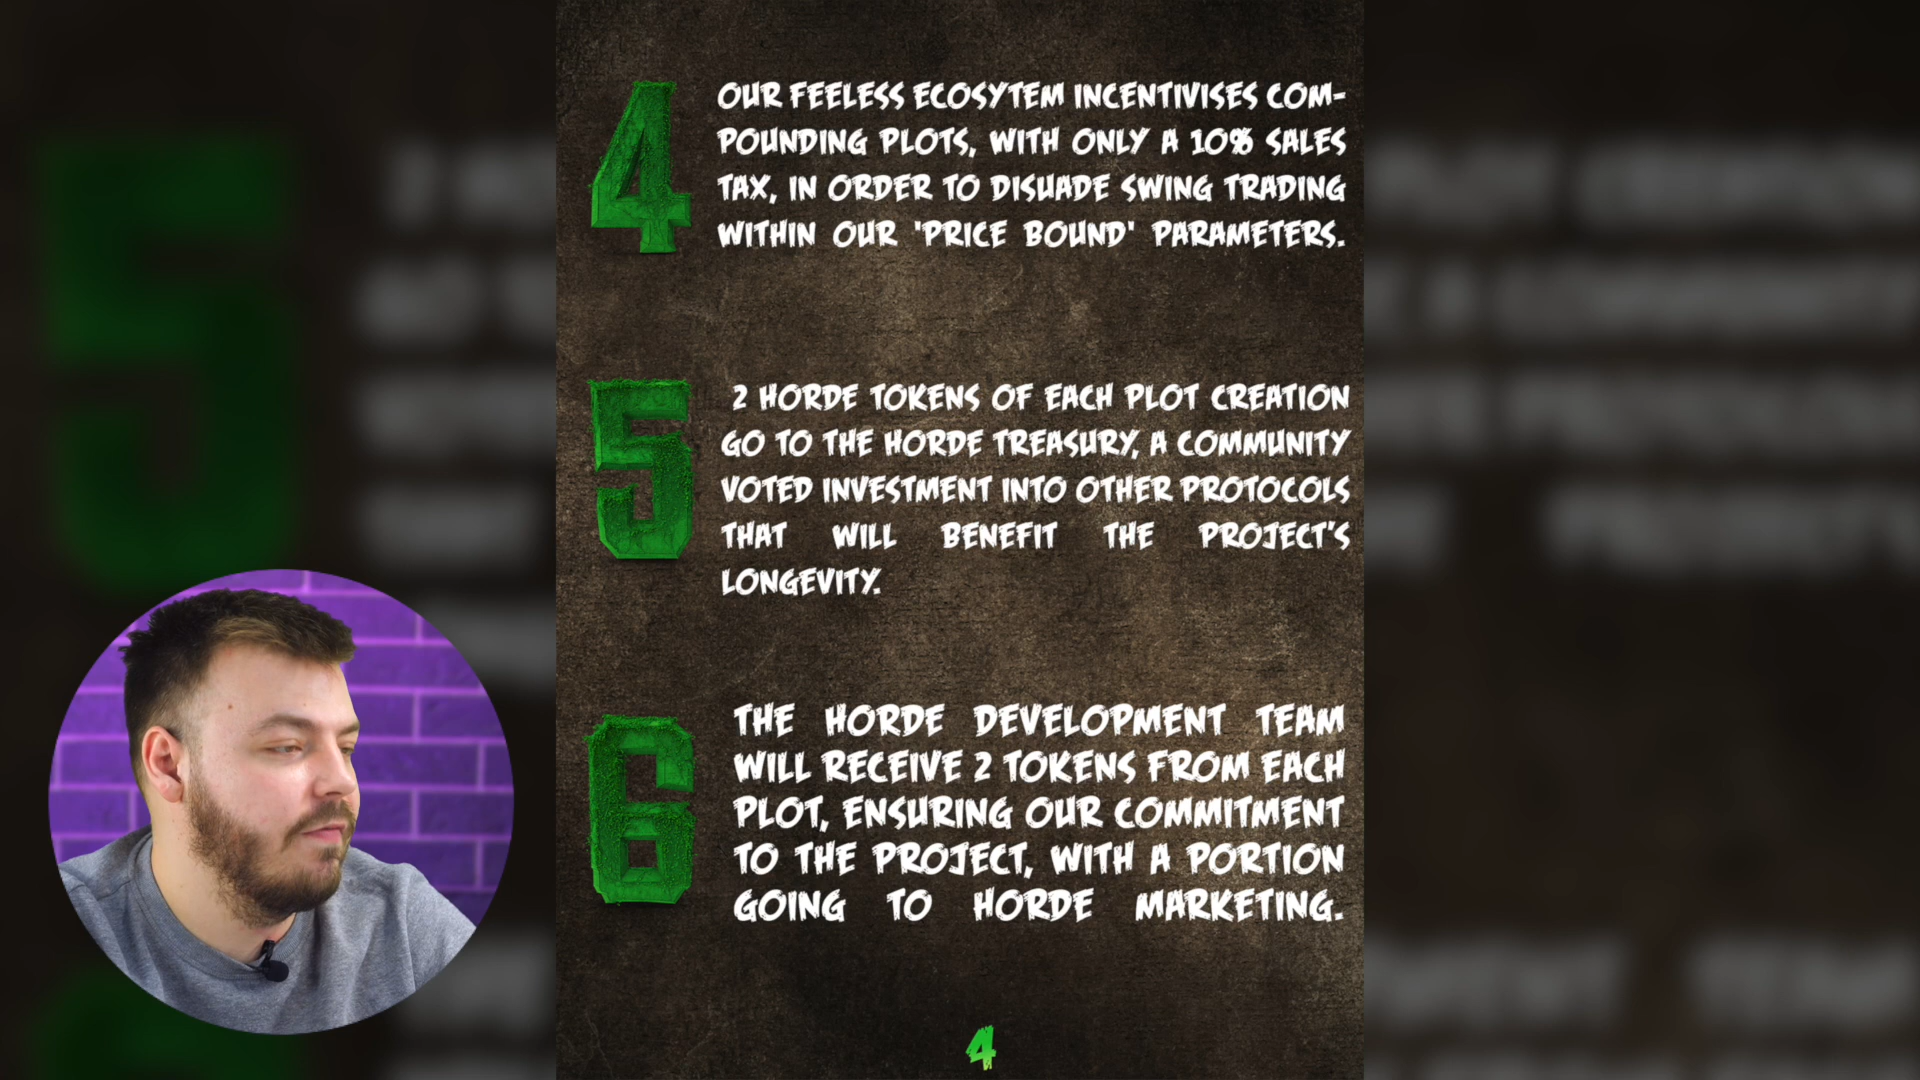 4
OUR FEELESS ECOSYTEM INCENTIVISES COM-
POUNDING PLOTS, WITH ONLY A 10% SALES
TAX, IN ORDER TO DISUADE SWING TRADING
WITHIN OUR 'PRICE BOUND' PARAMETERS.
5
2 HORDE TOKENS OF EACH PLOT CREATION
GO TO THE HORDE TREASURY, A COMMUNITY
VOTED INVESTMENT INTO OTHER PROTOCOLS
THAT WILL BENEFIT THE PROJECT'S
LONGEVITY.
6
THE HORDE DEVELOPMENT TEAM
WILL RECEIVE 2 TOKENS FROM EACH
PLOT, ENSURING OUR COMMITMENT
TO THE PROJECT, WITH A PORTION
GOING TO HORDE MARKETING.
4